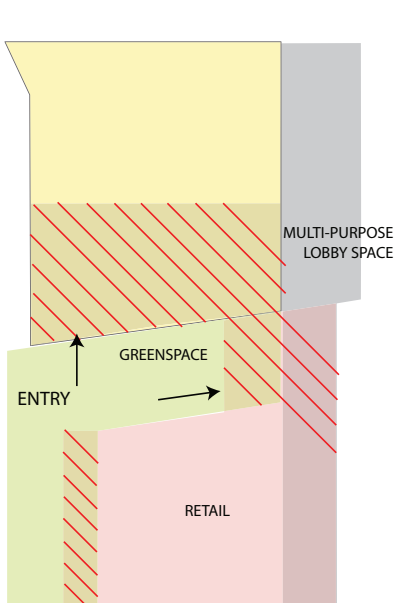 MULTI-PURPOSE
LOBBY SPACE
GREENSPACE
ENTRY
RETAIL